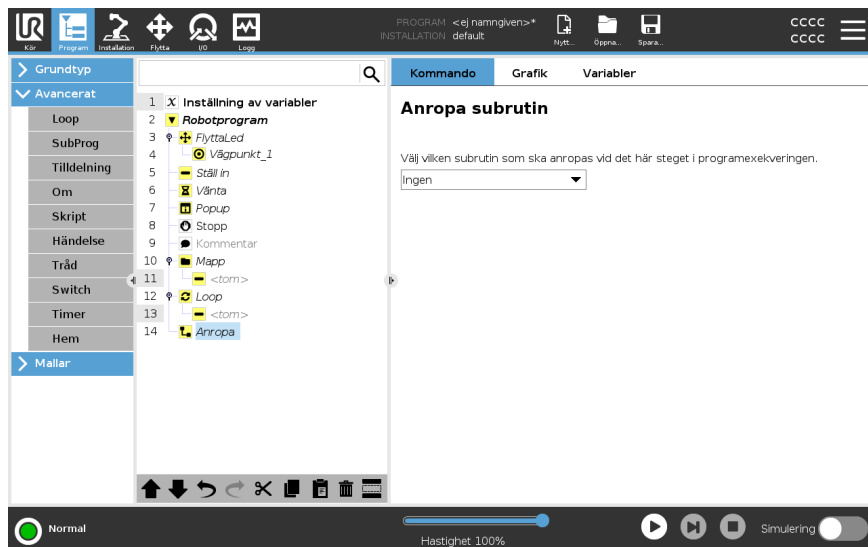 UR
Kör
Program
Installation
Flytta
I/O
Logg
PROGRAM <ej namngiven>*
INSTALLATION default
Nytt...
Öppna...
Spara...
CCCC
CCCC
Grundtyp
Avancerat
Loop
SubProg
Tilldelning
Om
Skript
Händelse
Tråd
Switch
Timer
Hem
Mallar
1 X Inställning av variabler
2 Robotprogram
3 FlyttaLed
4 Vägpunkt_1
5 Ställ in
6 Vänta
7 Popup
8 Stopp
9 Kommentar
10 Mapp
11 <tom>
12 Loop
13 <tom>
14 Anropa
Kommando
Grafik
Variabler
Anropa subrutin
Välj vilken subrutin som ska anropas vid det här steget i programexekveringen.
Ingen
Normal
Hastighet 100%
Simulering